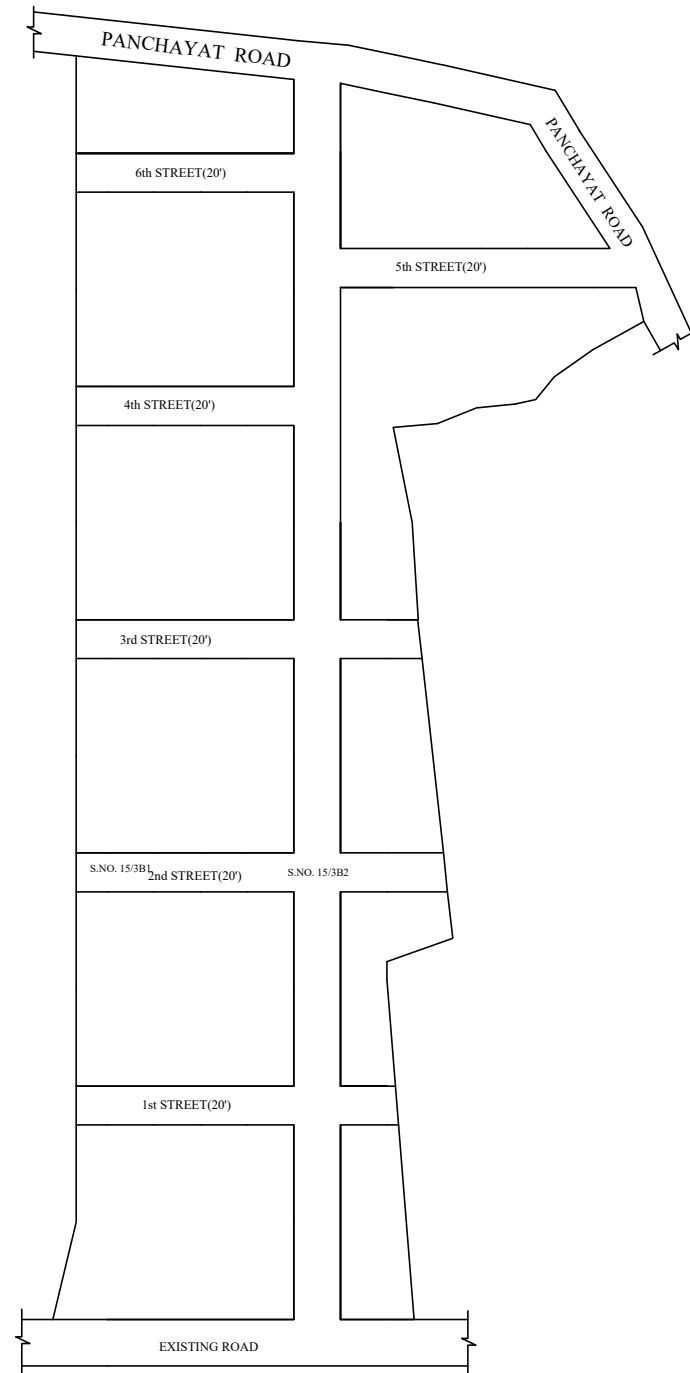 PANCHAYAT ROAD
PANCHAYAT ROAD
6th STREET(20')
5th STREET(20')
4th STREET(20')
3rd STREET(20')
S.NO. 15/3B1
2nd STREET(20')
S.NO. 15/3B2
1st STREET(20')
EXISTING ROAD